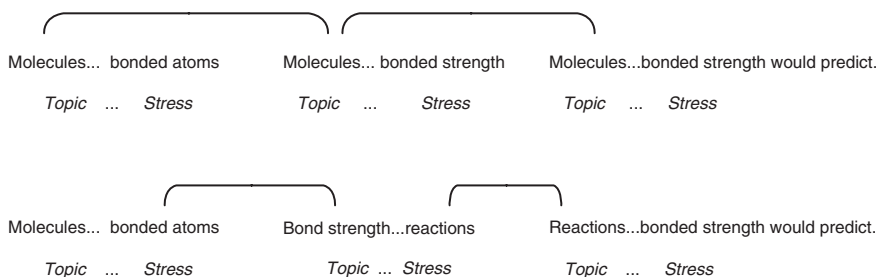 Molecules... bonded atoms Molecules... bonded strength Molecules...bonded strength would predict.
Topic ... Stress Topic ... Stress Topic ... Stress
Molecules... bonded atoms Bond strength...reactions Reactions...bonded strength would predict.
Topic ... Stress Topic ... Stress Topic ... Stress